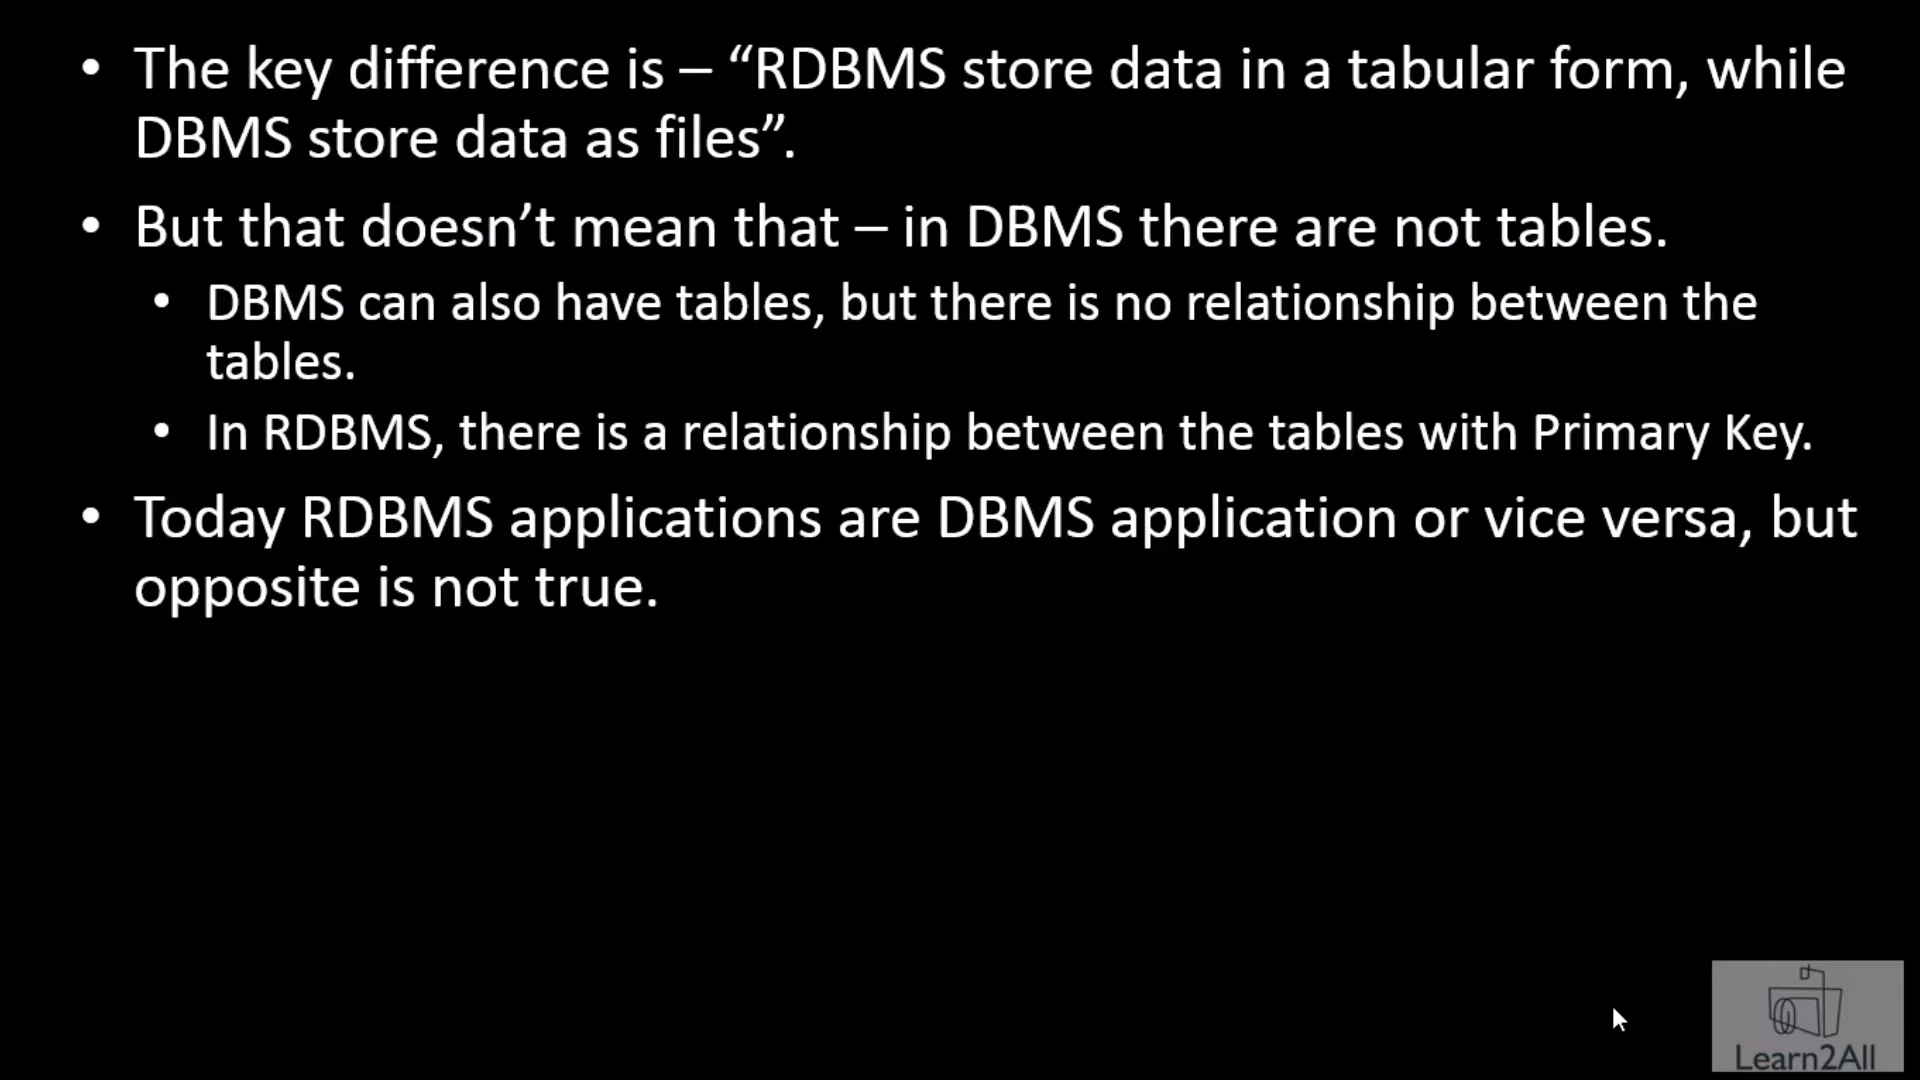 • The key difference is – “RDBMS store data in a tabular form, while
DBMS store data as files”.
• But that doesn’t mean that – in DBMS there are not tables.
• DBMS can also have tables, but there is no relationship between the
tables.
• In RDBMS, there is a relationship between the tables with Primary Key.
• Today RDBMS applications are DBMS application or vice versa, but
opposite is not true.
Learn2All